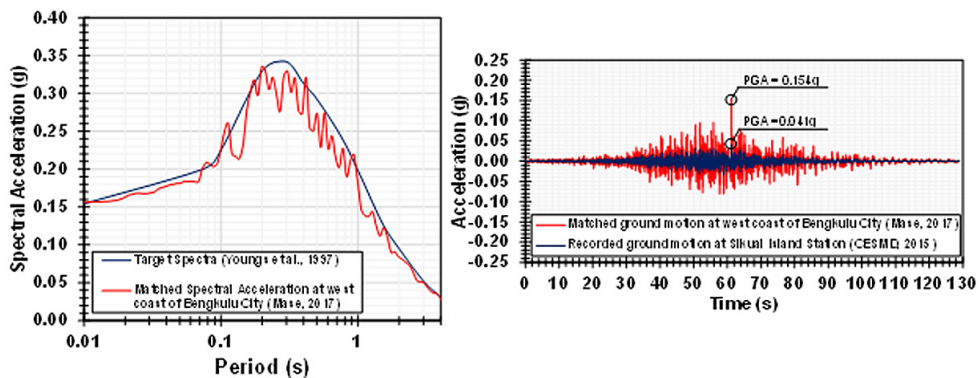 0.40
0.35
0.30
0.25
0.20
0.15
0.10
0.05
0.00
Spectral Acceleration (g)
Target Spectra (Youngs et al., 1997)
Matched Spectral Acceleration at west
coast of Bengkulu City (Mase, 2017)
0.01 0.1 1
Period (s)
0.25
0.20
0.15
0.10
0.05
0.00
-0.05
-0.10
-0.15
-0.20
-0.25
Acceleration (g)
PGA = 0.154g
PGA = 0.041g
Matched ground motion at west coast of Bengkulu City (Mase, 2017)
Recorded ground motion at Sikuai Island Station (CESMD, 2015)
0 10 20 30 40 50 60 70 80 90 100 110 120 130
Time (s)